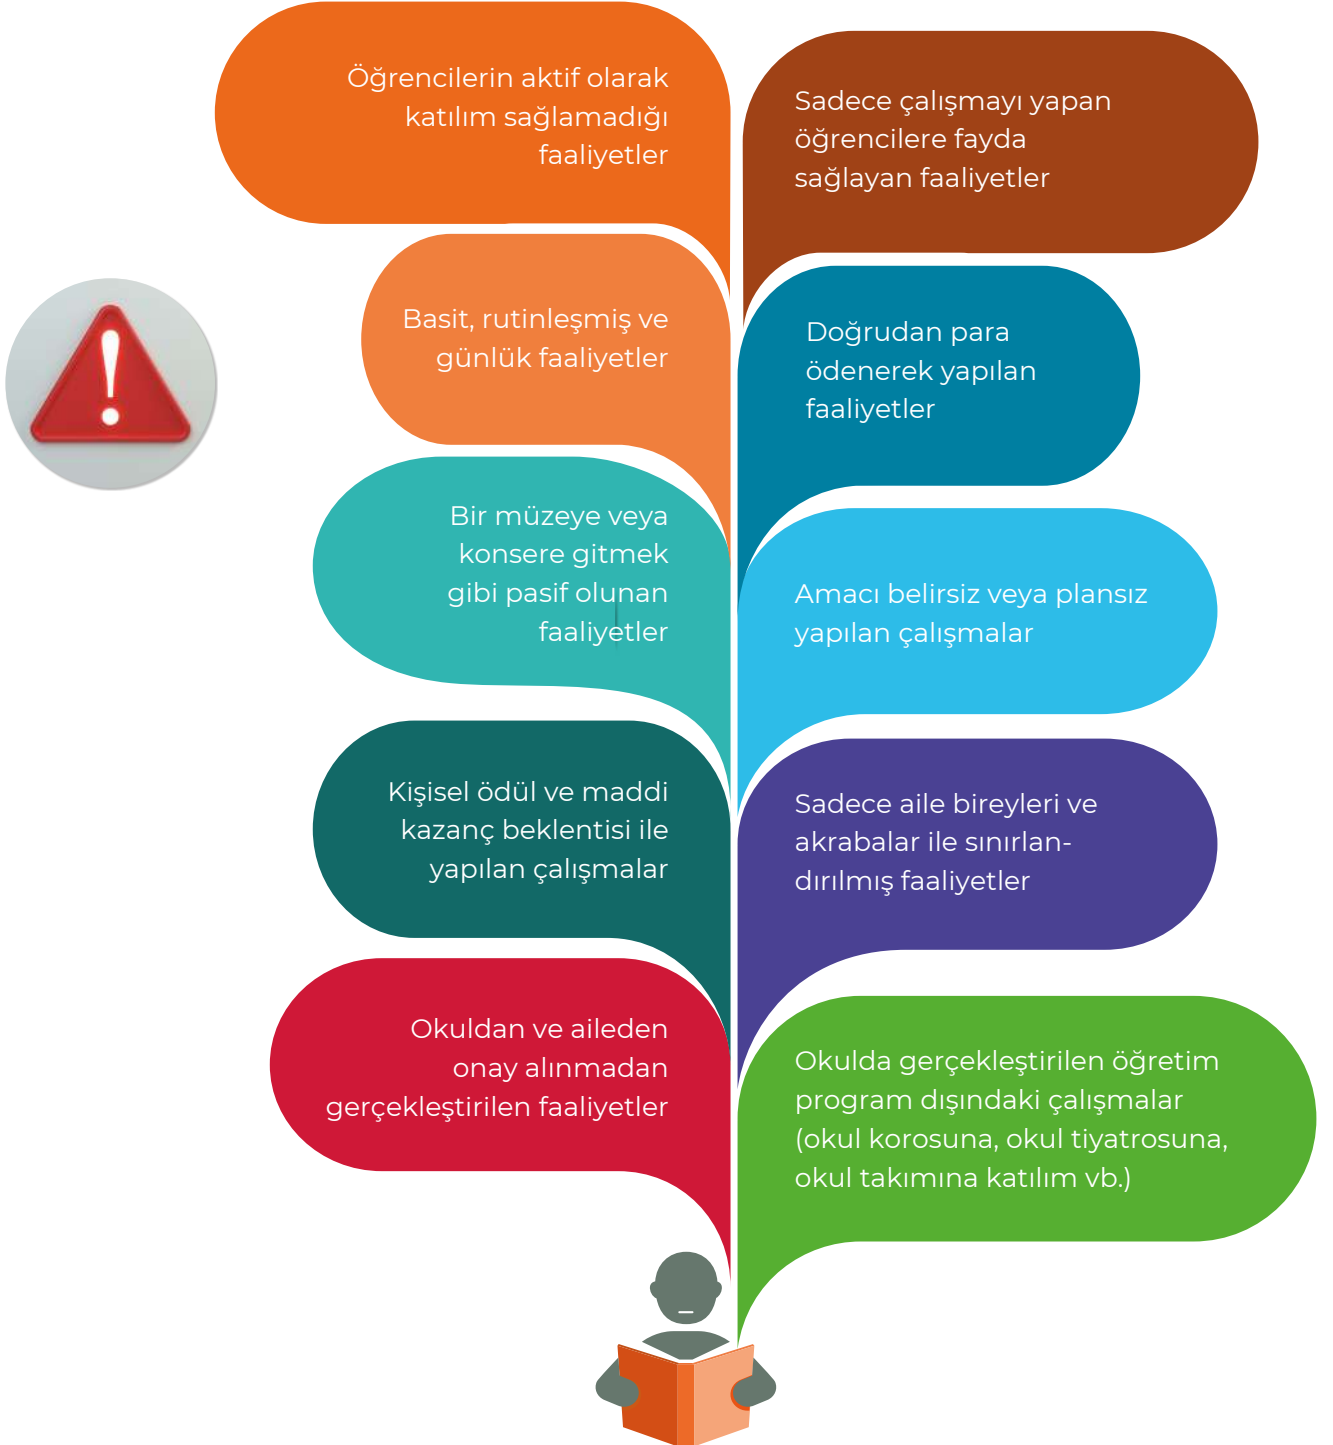 Öğrencilerin aktif olarak
katılım sağlamadığı
faaliyetler
Sadece çalışmayı yapan
öğrencilere fayda
sağlayan faaliyetler
Basit, rutinleşmiş ve
günlük faaliyetler
Doğrudan para
ödenerek yapılan
faaliyetler
Bir müzeye veya
konsere gitmek
gibi pasif olunan
faaliyetler
Amacı belirsiz veya plansız
yapılan çalışmalar
Kişisel ödül ve maddi
kazanç beklentisi ile
yapılan çalışmalar
Sadece aile bireyleri ve
akrabalar ile sınırlan-
dırılmış faaliyetler
Okuldan ve aileden
onay alınmadan
gerçekleştirilen faaliyetler
Okulda gerçekleştirilen öğretim
program dışındaki çalışmalar
(okul korosuna, okul tiyatrosuna,
okul takımına katılım vb.)